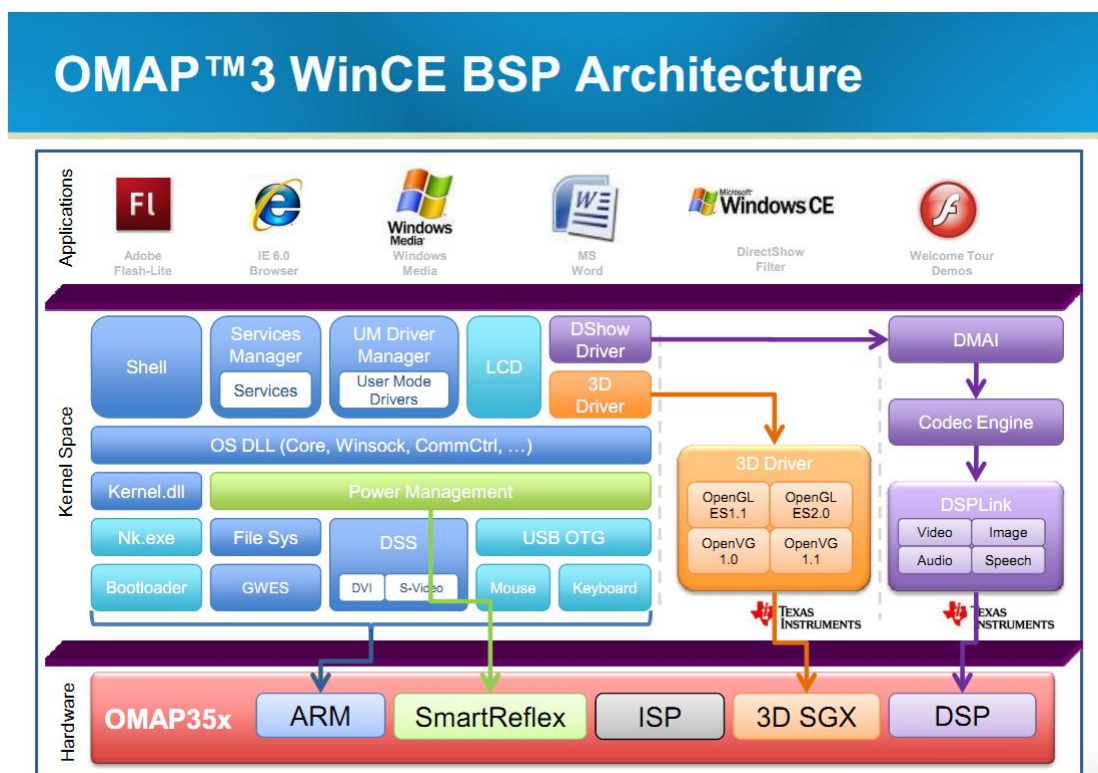 OMAP™3 WinCE BSP Architecture
Applications
Fl
Adobe
Flash-Lite
IE 6.0
Browser
Windows
Media
Windows
Media
W
MS
Word
Microsoft
Windows CE
DirectShow
Filter
Welcome Tour
Demos
Kernel Space
Shell
Services
Manager
Services
UM Driver
Manager
User Mode
Drivers
LCD
DShow
Driver
3D
Driver
DMAI
Codec Engine
OS DLL (Core, Winsock, CommCtrl, …)
Kernel.dll
Power Management
Nk.exe
File Sys
DSS
DVI
S-Video
USB OTG
Bootloader
GWES
Mouse
Keyboard
3D Driver
OpenGL
ES1.1
OpenGL
ES2.0
OpenVG
1.0
OpenVG
1.1
DSPLink
Video
Image
Audio
Speech
TEXAS
INSTRUMENTS
TEXAS
INSTRUMENTS
Hardware
OMAP35x
ARM
SmartReflex
ISP
3D SGX
DSP